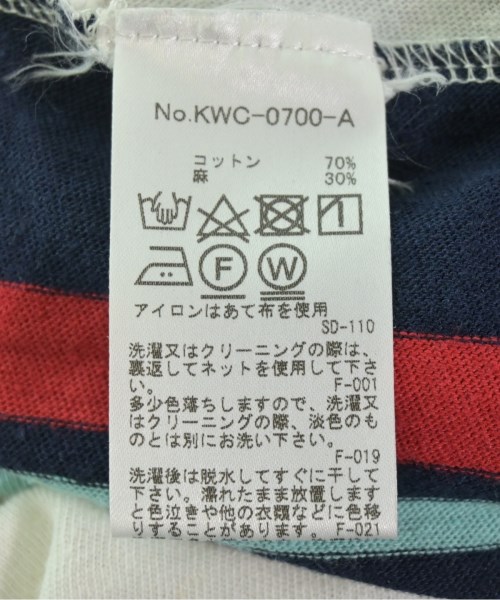 No.KWC-0700-A
コットン 70%
麻 30%
F W
アイロンはあて布を使用
SD-110
洗濯又はクリーニングの際は、
裏返してネットを使用して下さ
い。 F-001
多少色落ちしますので、洗濯又
はクリーニングの際、淡色のも
のとは別にお洗い下さい。
F-019
洗濯後は脱水してすぐに干して
下さい。濡れたまま放置します
と色泣きや他の衣類などに色移
りすることがあります。 F-021